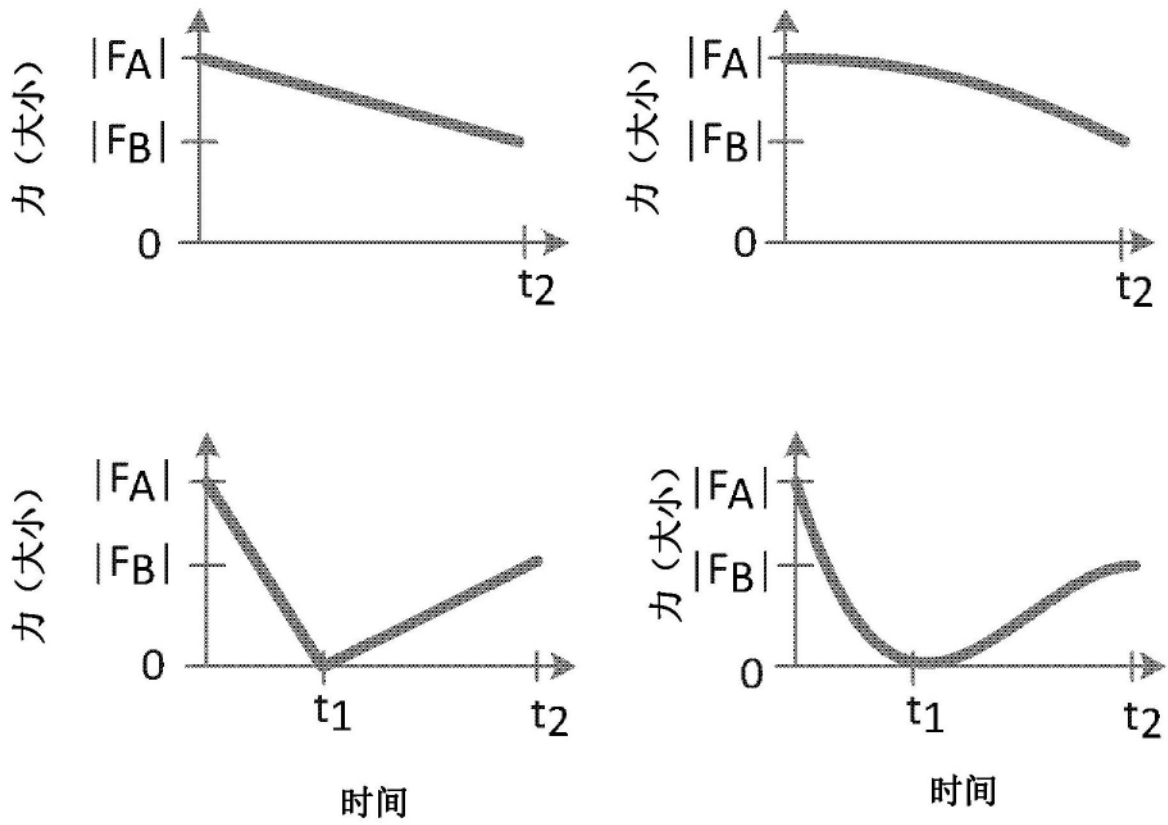 力（大小）
|FA|
|FB|
0
t2
力（大小）
|FA|
|FB|
0
t2
力（大小）
|FA|
|FB|
0
t1
t2
时间
力（大小）
|FA|
|FB|
0
t1
t2
时间